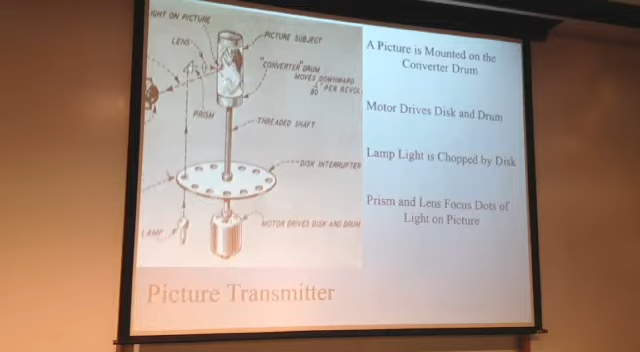 IGHT ON PICTURE
LENS
PICTURE SUBJECT
"CONVERTER" DRUM
MOVES DOWNWARD
1/80" PER REVOL
PRISM
THREADED SHAFT
DISK INTERRUPTER
LAMP
MOTOR DRIVES DISK AND DRUM
A Picture is Mounted on the
Converter Drum
Motor Drives Disk and Drum
Lamp Light is Chopped by Disk
Prism and Lens Focus Dots of
Light on Picture
Picture Transmitter